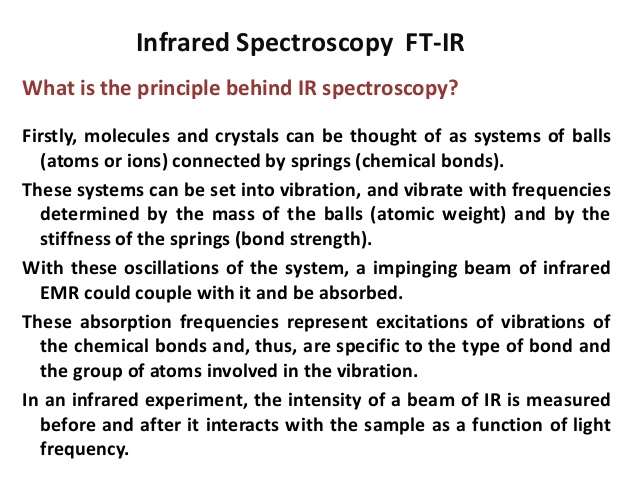 Infrared Spectroscopy  FT-IR
What is the principle behind IR spectroscopy?
Firstly, molecules and crystals can be thought of as systems of balls
(atoms or ions) connected by springs (chemical bonds).
These systems can be set into vibration, and vibrate with frequencies
determined by the mass of the balls (atomic weight) and by the
stiffness of the springs (bond strength).
With these oscillations of the system, a impinging beam of infrared
EMR could couple with it and be absorbed.
These absorption frequencies represent excitations of vibrations of
the chemical bonds and, thus, are specific to the type of bond and
the group of atoms involved in the vibration.
In an infrared experiment, the intensity of a beam of IR is measured
before and after it interacts with the sample as a function of light
frequency.